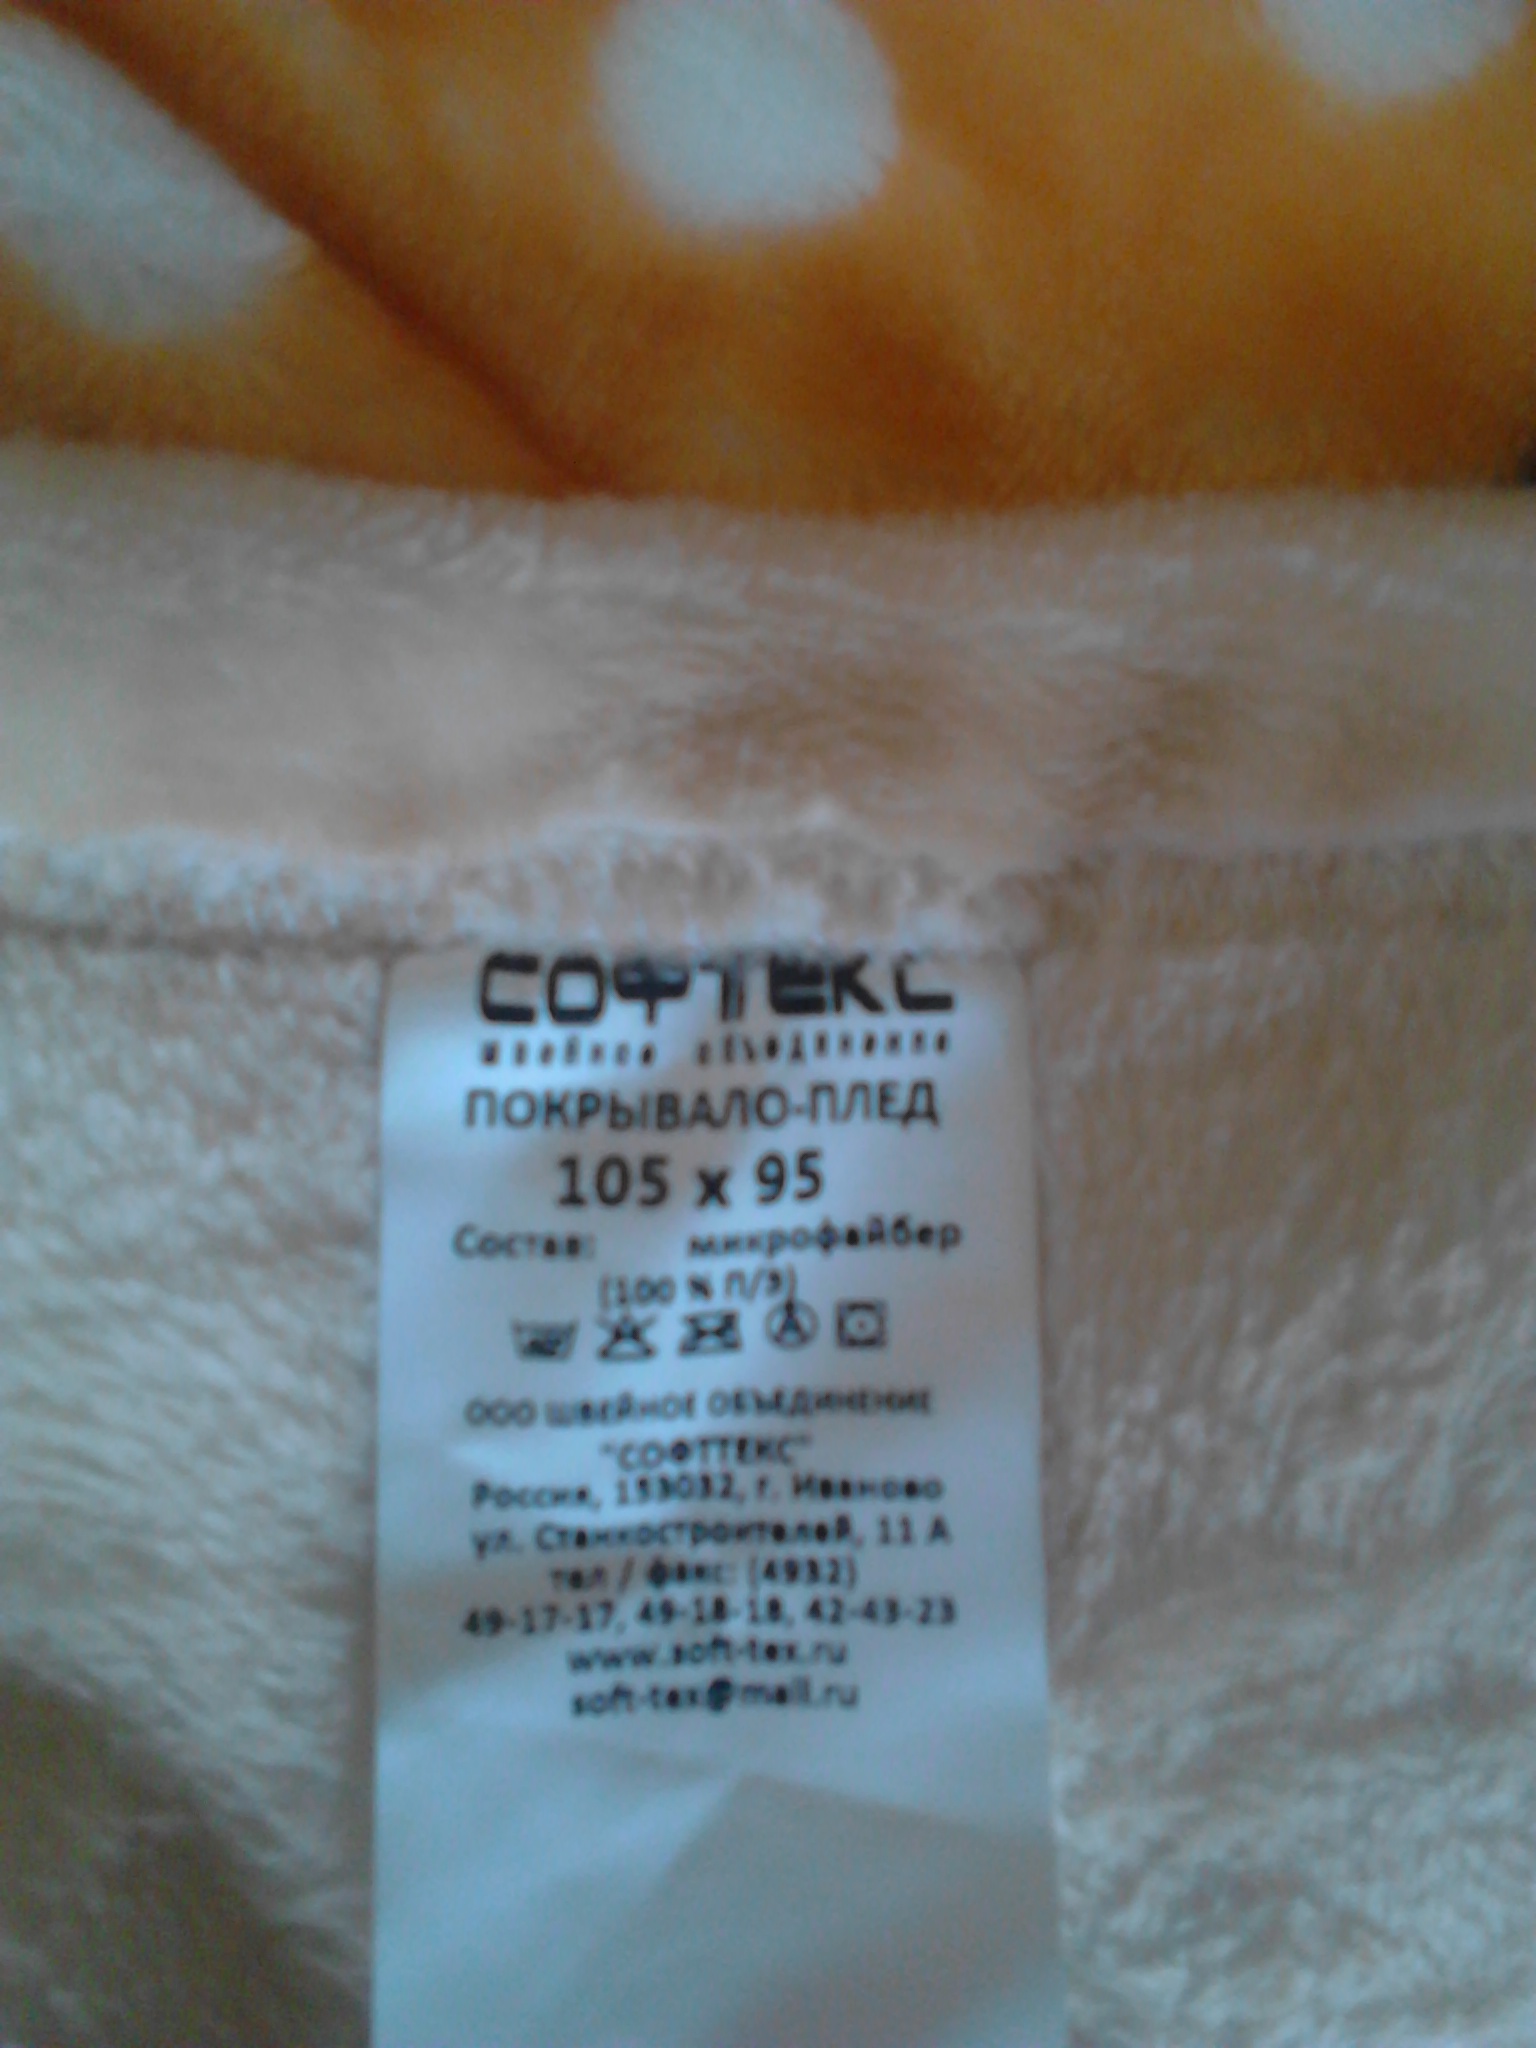 СОФТЕКС
швейное объединение
ПОКРЫВАЛО-ПЛЕД
105 x 95
Состав: микрофайбер
(100 % П/Э)
ООО ШВЕЙНОЕ ОБЪЕДИНЕНИЕ
"СОФТТЕКС"
Россия, 153032, г. Иваново
ул. Станкостроителей, 11 А
тел / факс: (4932)
49-17-17, 49-18-18, 42-43-23
www.soft-tex.ru
soft-tex@mail.ru